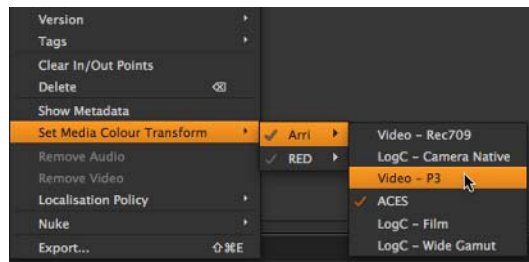 Version
Tags
Clear In/Out Points
Delete ⌫
Show Metadata
Set Media Colour Transform
Remove Audio
Remove Video
Localisation Policy
Nuke
Export... ⇧⌘E
Arri
RED
Video – Rec709
LogC – Camera Native
Video – P3
ACES
LogC – Film
LogC – Wide Gamut